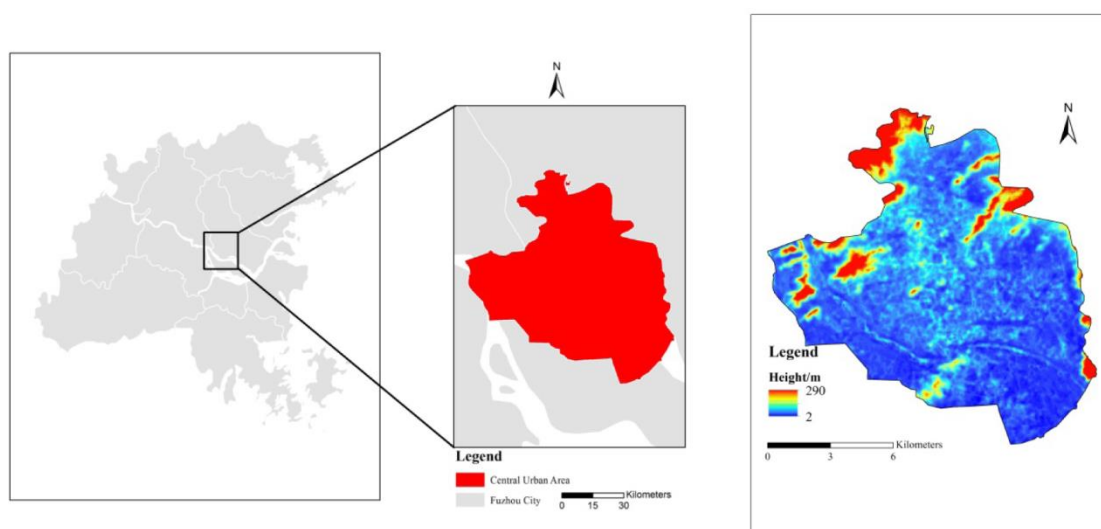 N
Legend
Central Urban Area
Fuzhou City
0 15 30 Kilometers
N
Legend
Height/m
290
2
Kilometers
0 3 6